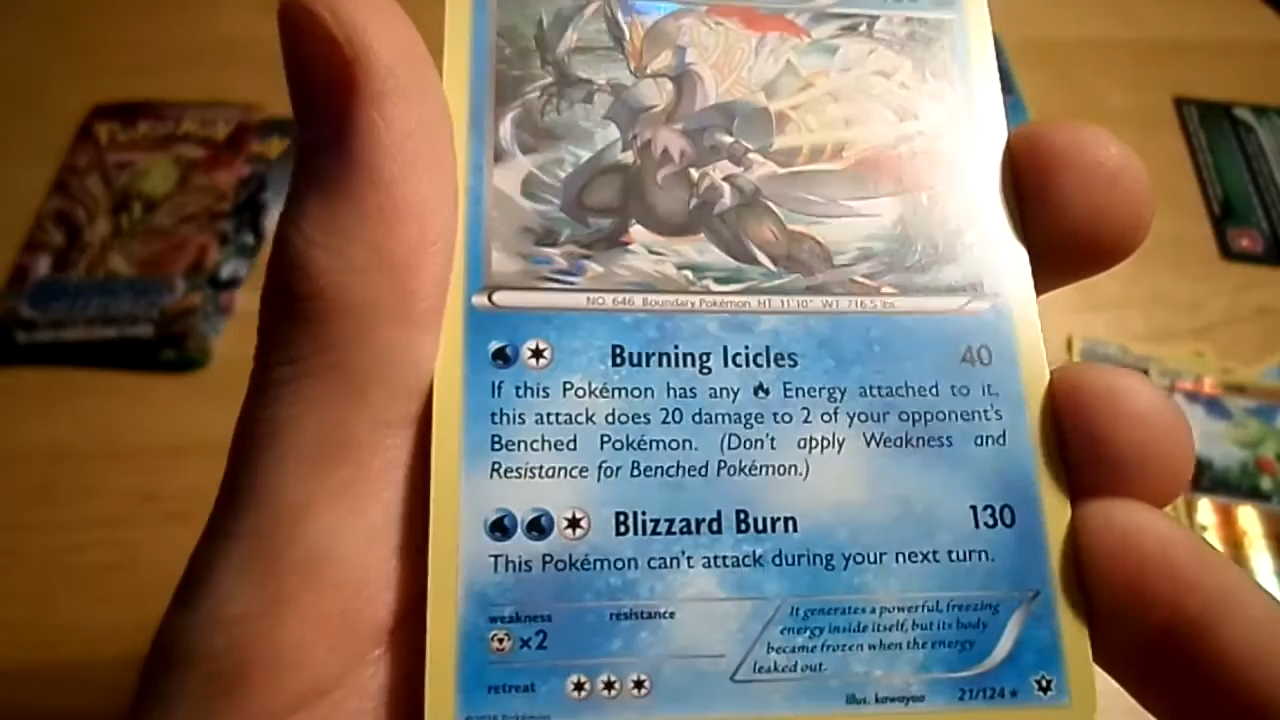 POKéMON
NO. 646 Boundary Pokémon HT 11'10" WT 716.5 lbs.
Burning Icicles 40
If this Pokémon has any Energy attached to it,
this attack does 20 damage to 2 of your opponent's
Benched Pokémon. (Don't apply Weakness and
Resistance for Benched Pokémon.)
Blizzard Burn 130
This Pokémon can't attack during your next turn.
weakness resistance
×2
It generates a powerful, freezing
energy inside itself, but its body
became frozen when the energy
leaked out.
retreat
Illus. kawayoo 21/124 ★